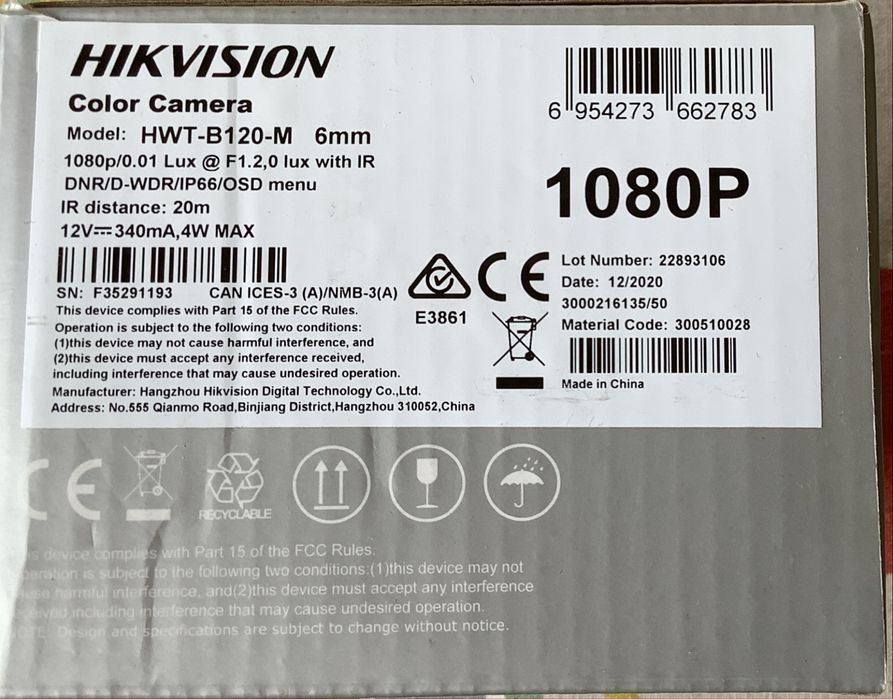 HIKVISION
Color Camera
Model: HWT-B120-M 6mm
1080p/0.01 Lux @ F1.2,0 lux with IR
DNR/D-WDR/IP66/OSD menu
IR distance: 20m
12V⎓340mA,4W MAX
SN: F35291193 CAN ICES-3 (A)/NMB-3(A)
This device complies with Part 15 of the FCC Rules.
Operation is subject to the following two conditions:
(1)this device may not cause harmful interference, and
(2)this device must accept any interference received,
including interference that may cause undesired operation.
Manufacturer: Hangzhou Hikvision Digital Technology Co.,Ltd.
Address: No.555 Qianmo Road,Binjiang District,Hangzhou 310052,China
6 954273 662783
1080P
E3861
CE
Lot Number: 22893106
Date: 12/2020
3000216135/50
Material Code: 300510028
Made in China
CE
RECYCLABLE
device complies with Part 15 of the FCC Rules.
is subject to the following two conditions:(1)this device may not
harmful interference, and(2)this device must accept any interference
including interference that may cause undesired operation.
Design and specifications are subject to change without notice.